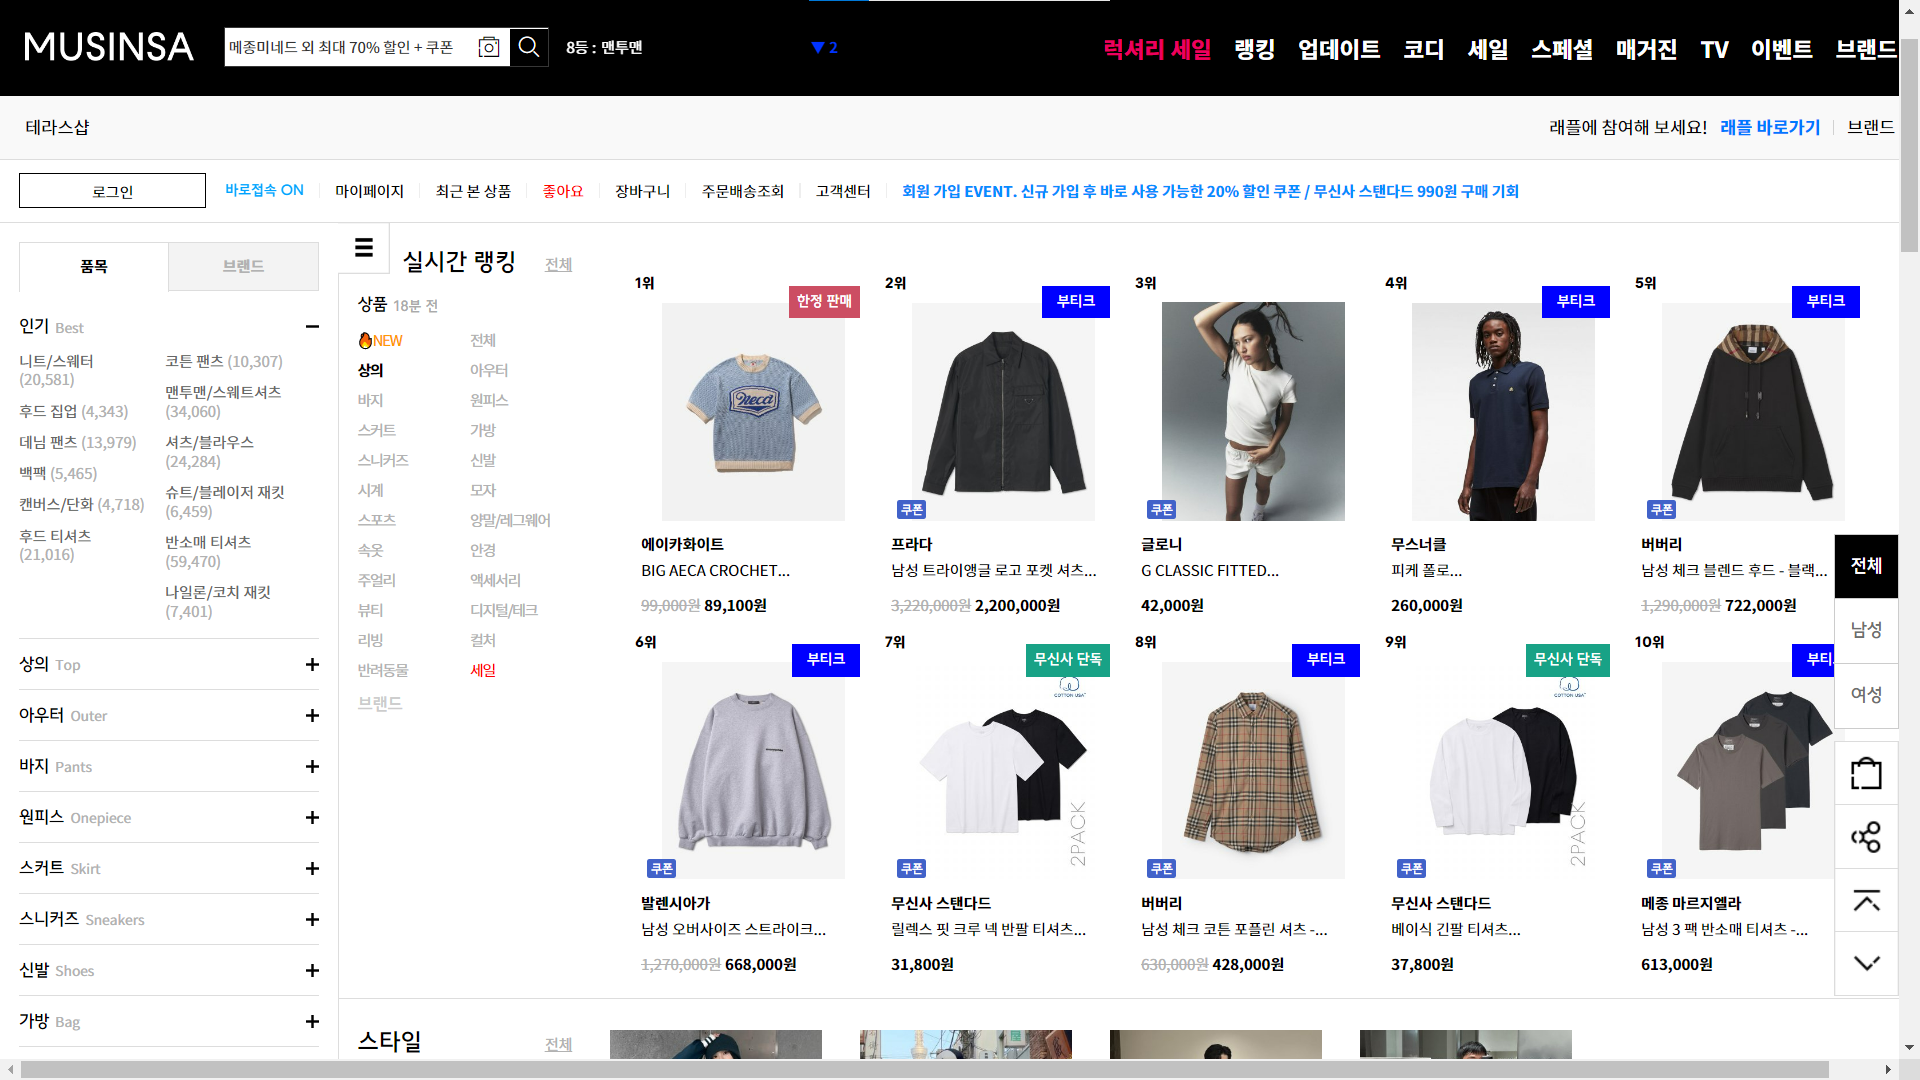 MUSINSA
메종미네드 외 최대 70% 할인 + 쿠폰
8등 : 맨투맨
▼ 2
럭셔리 세일 랭킹 업데이트 코디 세일 스페셜 매거진 TV 이벤트 브랜드
테라스샵
래플에 참여해 보세요! 래플 바로가기 브랜드
로그인
바로접속 ON
마이페이지
최근 본 상품
좋아요
장바구니
주문배송조회
고객센터
회원 가입 EVENT. 신규 가입 후 바로 사용 가능한 20% 할인 쿠폰 / 무신사 스탠다드 990원 구매 기회
품목
브랜드
인기 Best
니트/스웨터
(20,581)
후드 집업 (4,343)
데님 팬츠 (13,979)
백팩 (5,465)
캔버스/단화 (4,718)
후드 티셔츠
(21,016)
코튼 팬츠 (10,307)
맨투맨/스웨트셔츠
(34,060)
셔츠/블라우스
(24,284)
슈트/블레이저 재킷
(6,459)
반소매 티셔츠
(59,470)
나일론/코치 재킷
(7,401)
상의 Top
아우터 Outer
바지 Pants
원피스 Onepiece
스커트 Skirt
스니커즈 Sneakers
신발 Shoes
가방 Bag
실시간 랭킹 전체
상품 18분 전
NEW 전체
상의 아우터
바지 원피스
스커트 가방
스니커즈 신발
시계 모자
스포츠 양말/레그웨어
속옷 안경
주얼리 액세서리
뷰티 디지털/테크
리빙 컬처
반려동물 세일
브랜드
1위
한정 판매
aeca
에이카화이트
BIG AECA CROCHET...
99,000원 89,100원
2위
부티크
쿠폰
프라다
남성 트라이앵글 로고 포켓 셔츠...
3,220,000원 2,200,000원
3위
쿠폰
글로니
G CLASSIC FITTED...
42,000원
4위
부티크
무스너클
피케 폴로...
260,000원
5위
부티크
쿠폰
버버리
남성 체크 블렌드 후드 - 블랙...
1,290,000원 722,000원
6위
부티크
쿠폰
발렌시아가
남성 오버사이즈 스트라이크...
1,270,000원 668,000원
7위
무신사 단독
COTTON USA
2PACK
쿠폰
무신사 스탠다드
릴렉스 핏 크루 넥 반팔 티셔츠...
31,800원
8위
부티크
쿠폰
버버리
남성 체크 코튼 포플린 셔츠 -...
630,000원 428,000원
9위
무신사 단독
COTTON USA
2PACK
쿠폰
무신사 스탠다드
베이식 긴팔 티셔츠...
37,800원
10위
부티
쿠폰
메종 마르지엘라
남성 3 팩 반소매 티셔츠 -...
613,000원
전체
남성
여성
스타일 전체